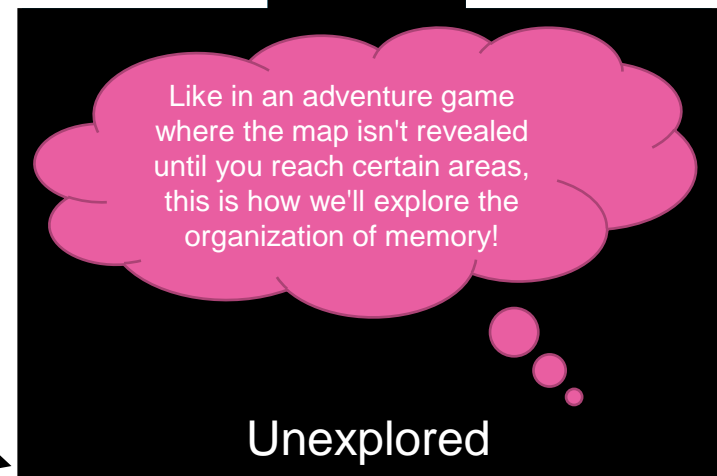 Like in an adventure game
where the map isn't revealed
until you reach certain areas,
this is how we'll explore the
organization of memory!
Unexplored